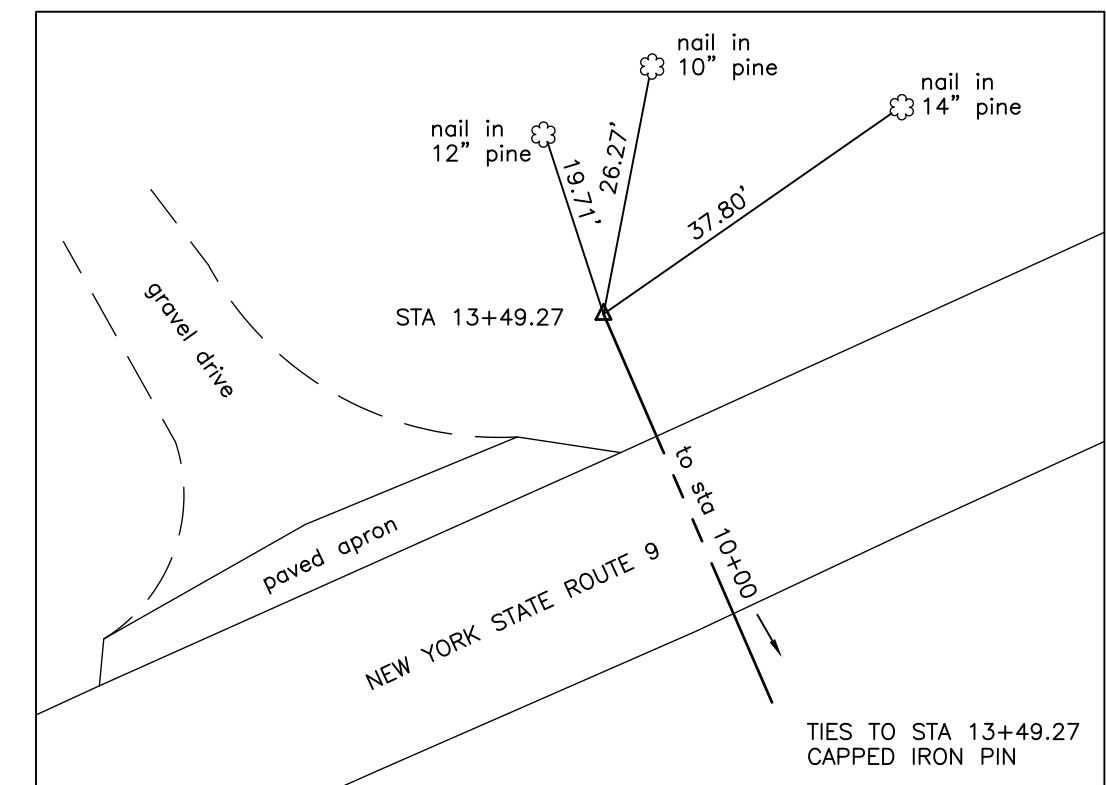 nail in
10” pine
nail in
14” pine
nail in
12” pine
19.71’
26.27’
37.80’
STA 13+49.27
gravel drive
to sta 10+00
paved apron
NEW YORK STATE ROUTE 9
TIES TO STA 13+49.27
CAPPED IRON PIN